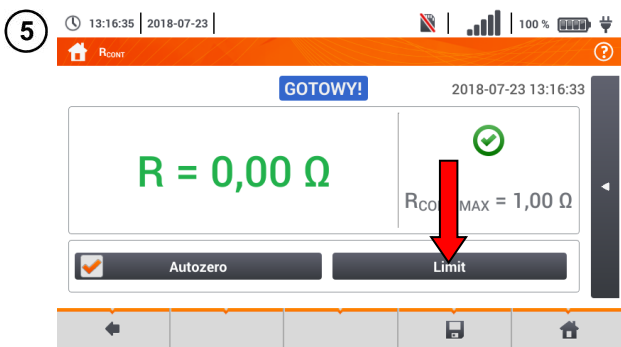 5
13:16:35 2018-07-23 100 %
RCONT
GOTOWY! 2018-07-23 13:16:33
R = 0,00 Ω
RCO MAX = 1,00 Ω
Autozero Limit